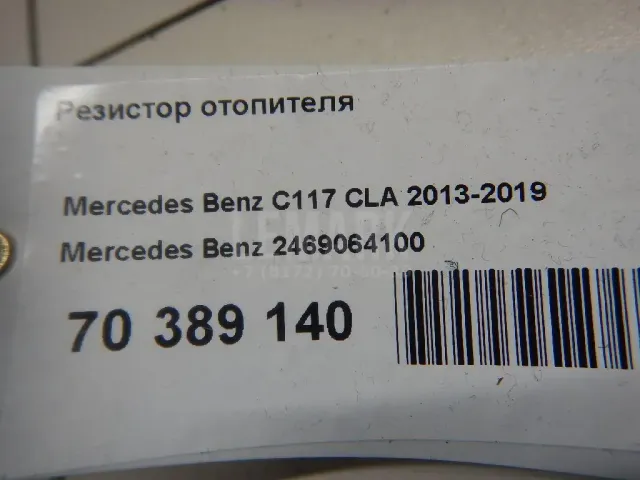 Резистор отопителя
Mercedes Benz C117 CLA 2013-2019
Mercedes Benz 2469064100
70 389 140